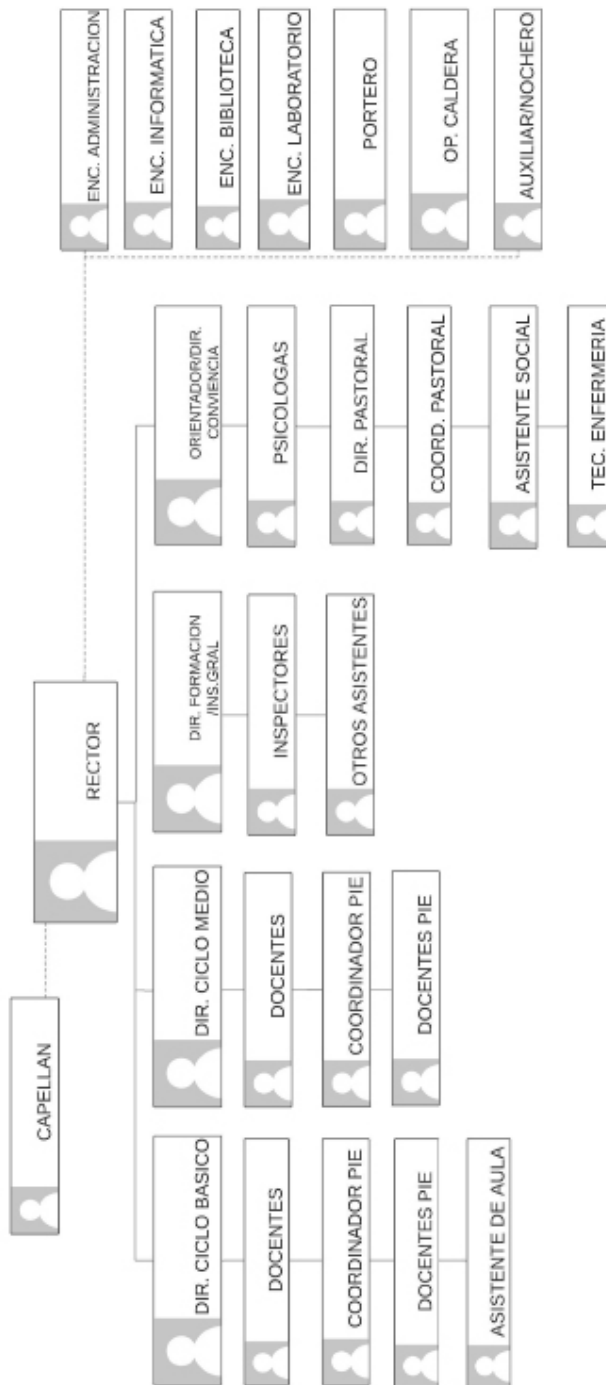 CAPELLAN
RECTOR
DIR. CICLO BASICO
DOCENTES
COORDINADOR PIE
DOCENTES PIE
ASISTENTE DE AULA
DIR. CICLO MEDIO
DOCENTES
COORDINADOR PIE
DOCENTES PIE
DIR. FORMACION
/INS.GRAL
INSPECTORES
OTROS ASISTENTES
ORIENTADOR/DIR.
CONVIENCIA
PSICOLOGAS
DIR. PASTORAL
COORD. PASTORAL
ASISTENTE SOCIAL
TEC. ENFERMERIA
ENC. ADMINISTRACION
ENC. INFORMATICA
ENC. BIBLIOTECA
ENC. LABORATORIO
PORTERO
OP. CALDERA
AUXILIAR/NOCHERO